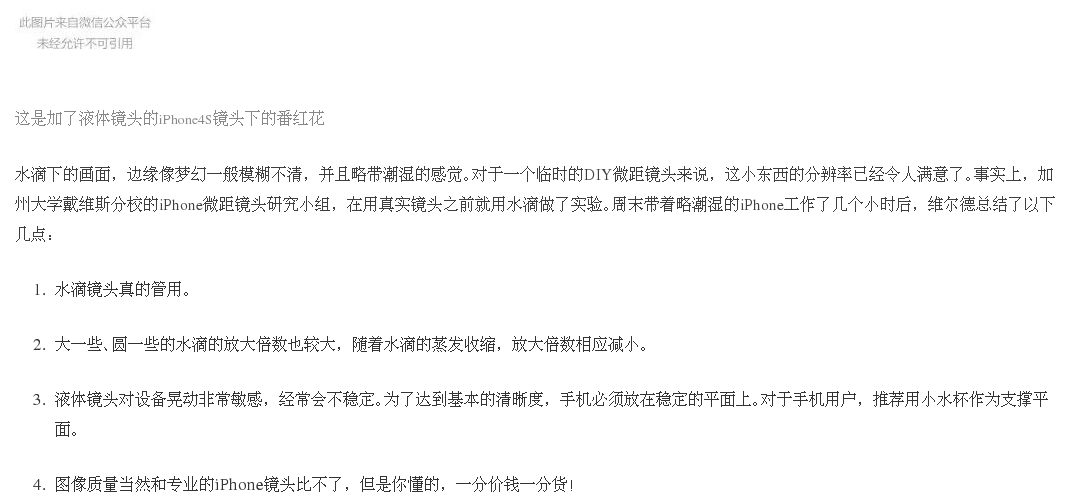 此图片来自微信公众平台
未经允许不可引用
这是加了液体镜头的iPhone4S镜头下的番红花
水滴下的画面，边缘像梦幻一般模糊不清，并且略带潮湿的感觉。对于一个临时的DIY微距镜头来说，这小东西的分辨率已经令人满意了。事实上，加
州大学戴维斯分校的iPhone微距镜头研究小组，在用真实镜头之前就用水滴做了实验。周末带着略潮湿的iPhone工作了几个小时后，维尔德总结了以下
几点：
1. 水滴镜头真的管用。
2. 大一些、圆一些的水滴的放大倍数也较大，随着水滴的蒸发收缩，放大倍数相应减小。
3. 液体镜头对设备晃动非常敏感，经常会不稳定。为了达到基本的清晰度，手机必须放在稳定的平面上。对于手机用户，推荐用小水杯作为支撑平
面。
4. 图像质量当然和专业的iPhone镜头比不了，但是你懂的，一分价钱一分货！